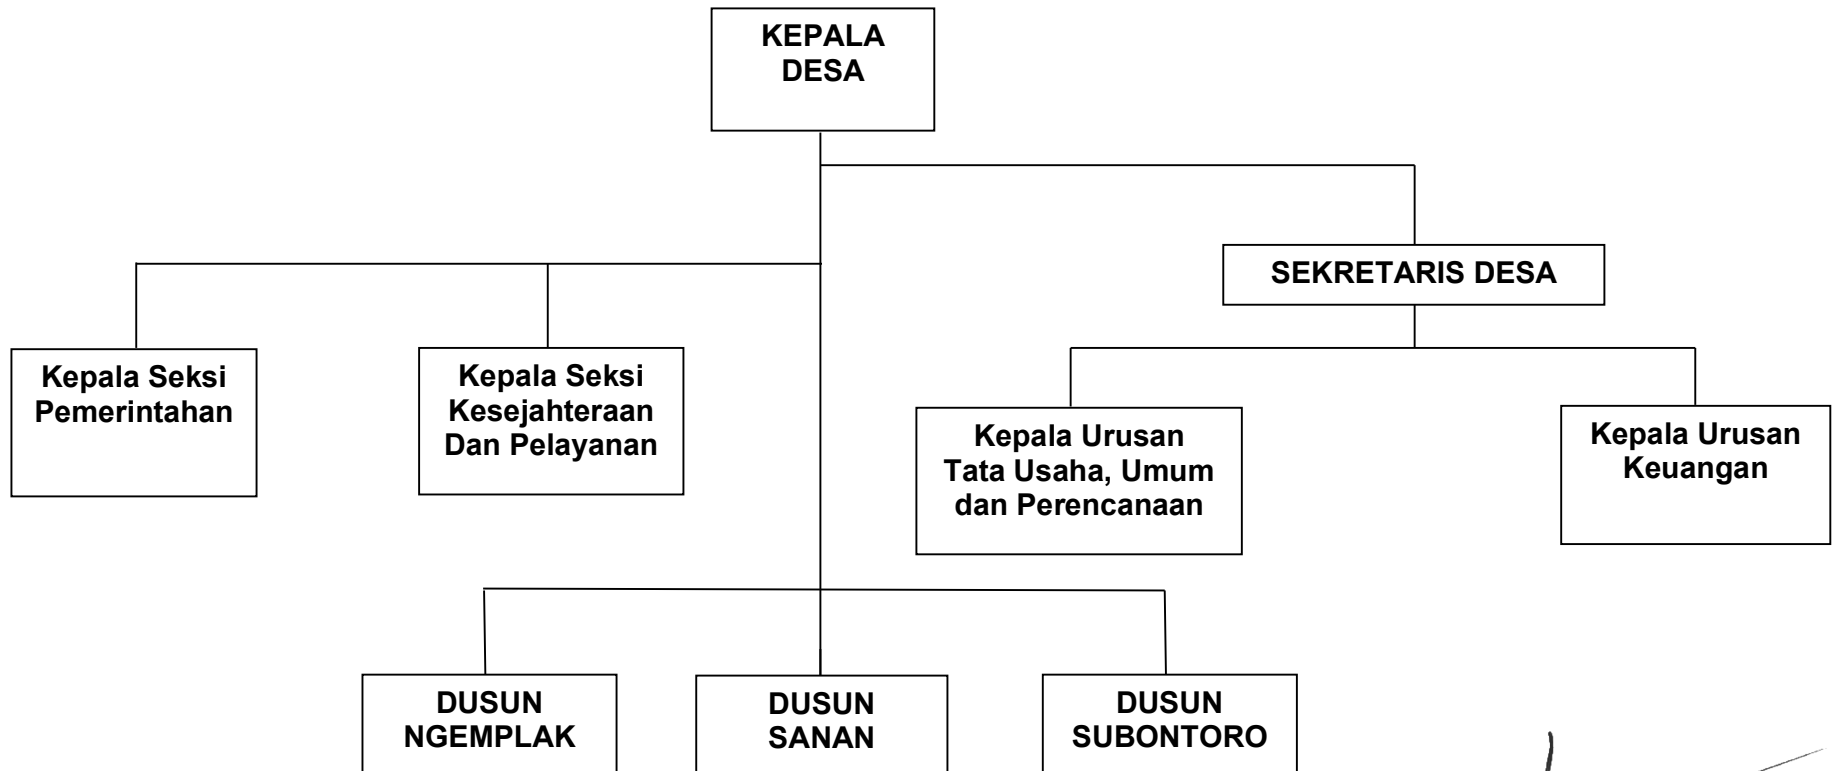 KEPALA
DESA
SEKRETARIS DESA
Kepala Seksi
Pemerintahan
Kepala Seksi
Kesejahteraan
Dan Pelayanan
Kepala Urusan
Tata Usaha, Umum
dan Perencanaan
Kepala Urusan
Keuangan
DUSUN
NGEMPLAK
DUSUN
SANAN
DUSUN
SUBONTORO